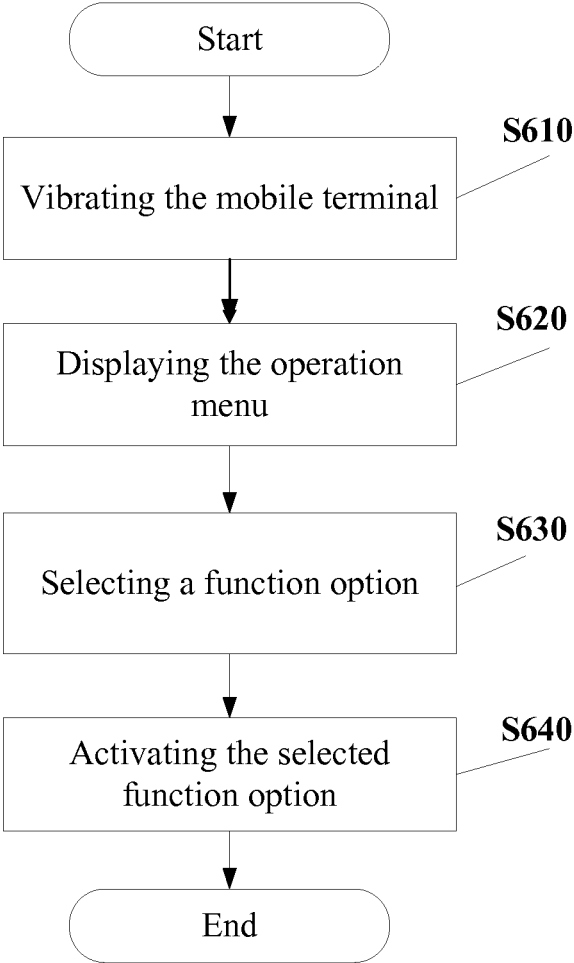 Start
S610
Vibrating the mobile terminal
S620
Displaying the operation
menu
S630
Selecting a function option
S640
Activating the selected
function option
End